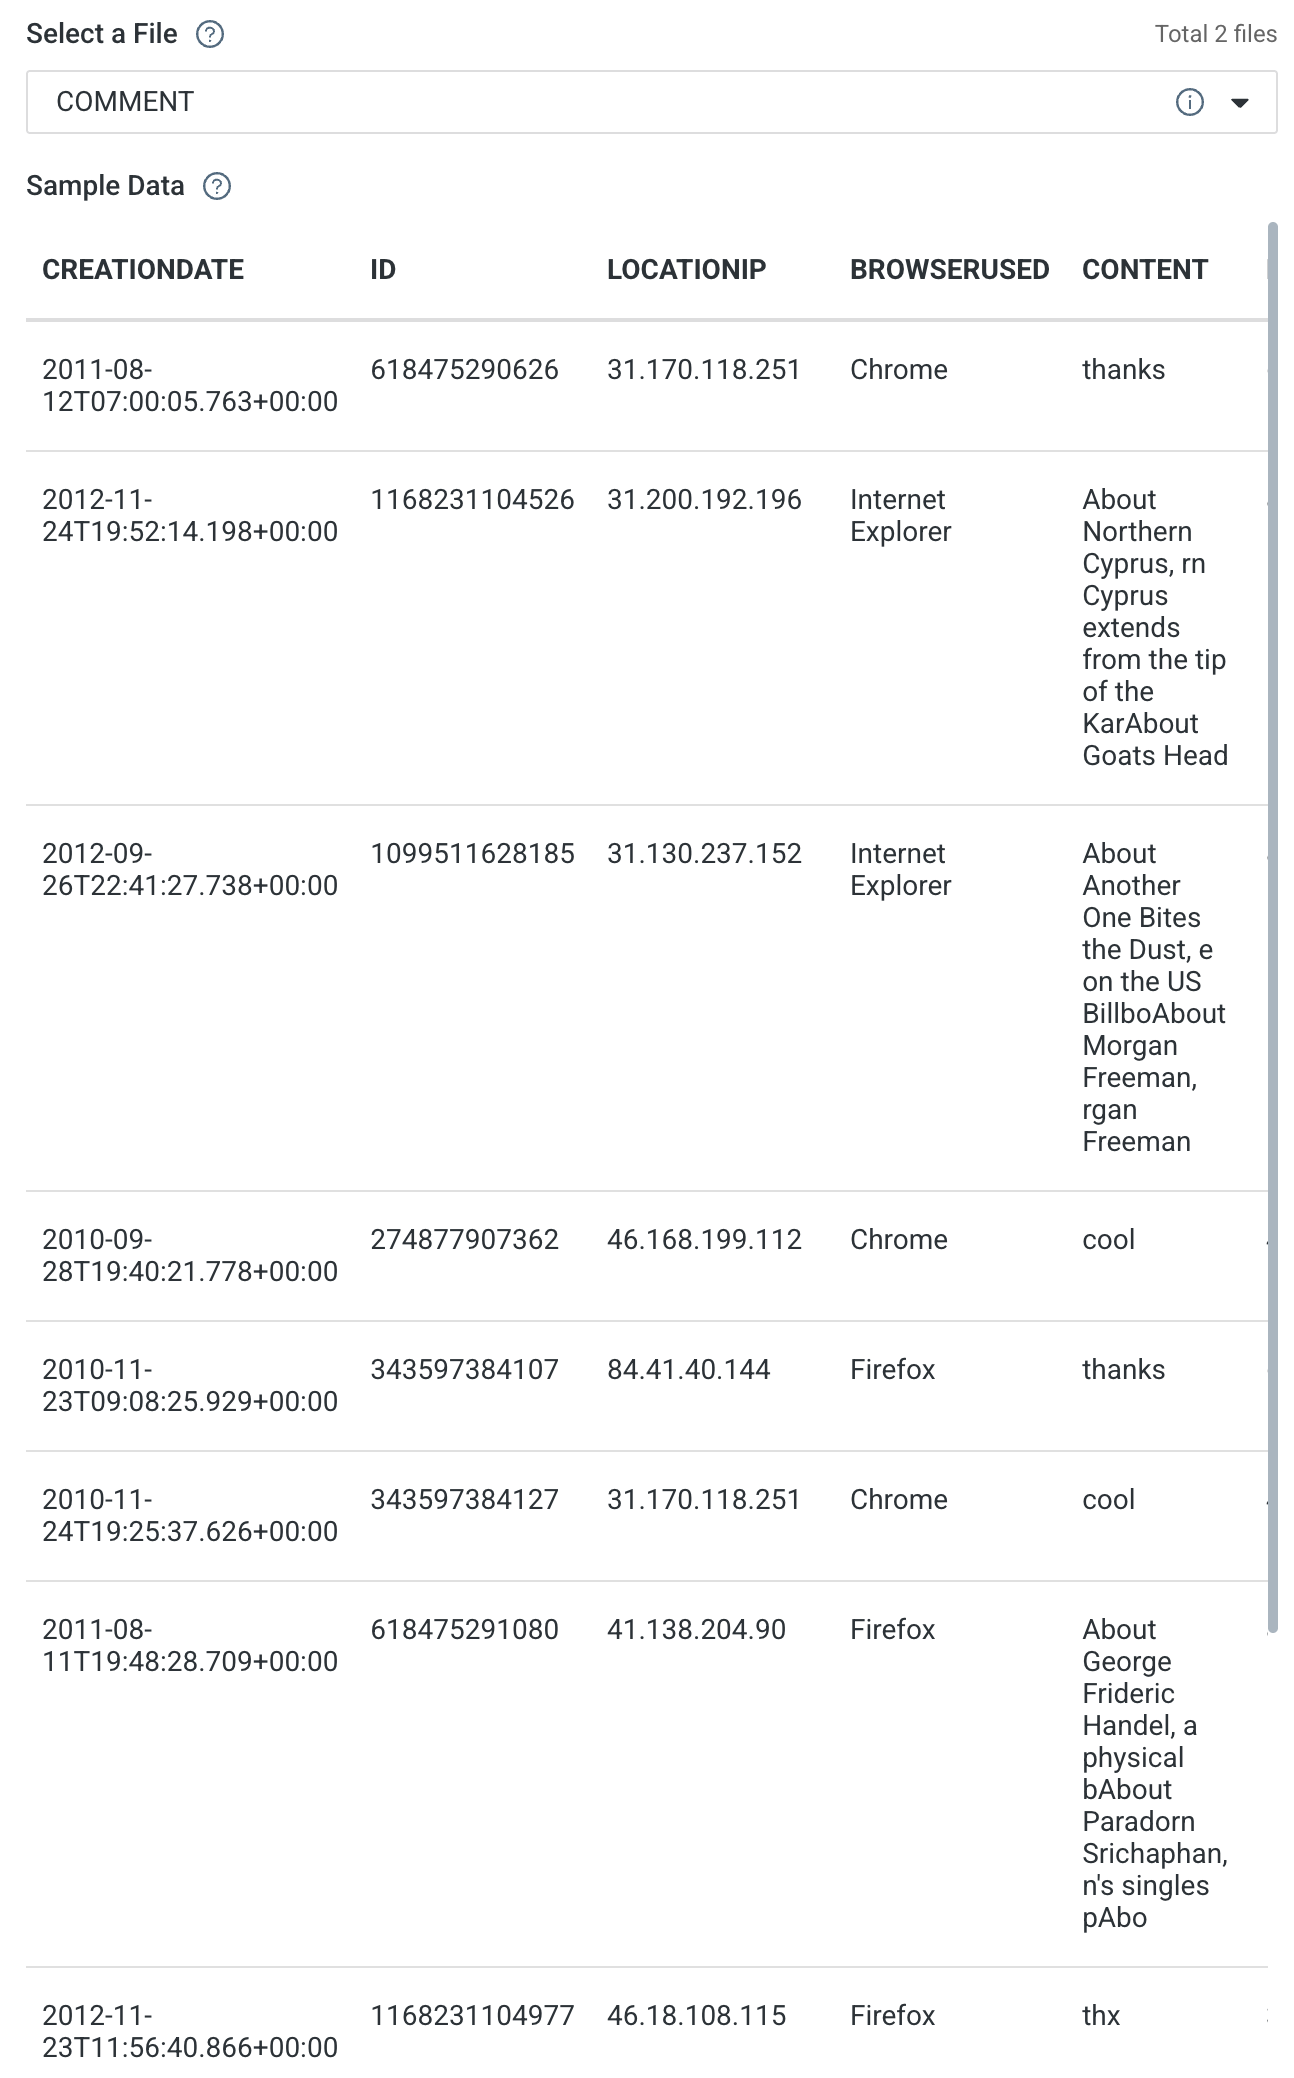 Select a File
Total 2 files
COMMENT
Sample Data
CREATIONDATE ID LOCATIONIP BROWSERUSED CONTENT
2011-08- 618475290626 31.170.118.251 Chrome thanks
12T07:00:05.763+00:00
2012-11- 1168231104526 31.200.192.196 Internet About
24T19:52:14.198+00:00 Explorer Northern
Cyprus, rn
Cyprus
extends
from the tip
of the
KarAbout
Goats Head
2012-09- 1099511628185 31.130.237.152 Internet About
26T22:41:27.738+00:00 Explorer Another
One Bites
the Dust, e
on the US
BillboAbout
Morgan
Freeman,
rgan
Freeman
2010-09- 274877907362 46.168.199.112 Chrome cool
28T19:40:21.778+00:00
2010-11- 343597384107 84.41.40.144 Firefox thanks
23T09:08:25.929+00:00
2010-11- 343597384127 31.170.118.251 Chrome cool
24T19:25:37.626+00:00
2011-08- 618475291080 41.138.204.90 Firefox About
11T19:48:28.709+00:00 George
Frideric
Handel, a
physical
bAbout
Paradorn
Srichaphan,
n's singles
pAbo
2012-11- 1168231104977 46.18.108.115 Firefox thx
23T11:56:40.866+00:00